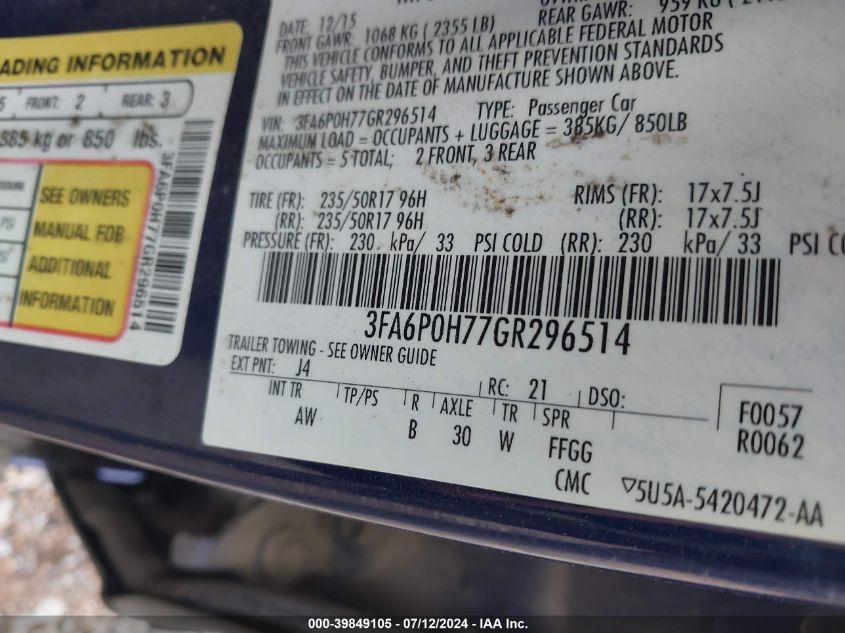 ADING INFORMATION
FRONT: 2 REAR: 3
385 kg or 850 lbs.
PSI
SEE OWNERS
MANUAL FOR
ADDITIONAL
INFORMATION
3FA6P0H77GR296514
DATE: 12/15
FRONT GAWR: 1068 KG ( 2355 LB) REAR GAWR: 959 KG
THIS VEHICLE CONFORMS TO ALL APPLICABLE FEDERAL MOTOR
VEHICLE SAFETY, BUMPER, AND THEFT PREVENTION STANDARDS
IN EFFECT ON THE DATE OF MANUFACTURE SHOWN ABOVE.
VIN: 3FA6P0H77GR296514 TYPE: Passenger Car
MAXIMUM LOAD = OCCUPANTS + LUGGAGE = 385KG/ 850LB
OCCUPANTS = 5 TOTAL; 2 FRONT, 3 REAR
TIRE (FR): 235/50R17 96H RIMS (FR): 17x7.5J
(RR): 235/50R17 96H (RR): 17x7.5J
PRESSURE (FR): 230 kPa/ 33 PSI COLD (RR): 230 kPa/ 33 PSI CO
3FA6P0H77GR296514
TRAILER TOWING - SEE OWNER GUIDE
EXT PNT: J4 RC: 21 DSO:
INT TR TP/PS R AXLE TR SPR F0057
AW B 30 W FFGG R0062
CMC ▽5U5A-5420472-AA
000-39849105 - 07/12/2024 - IAA Inc.